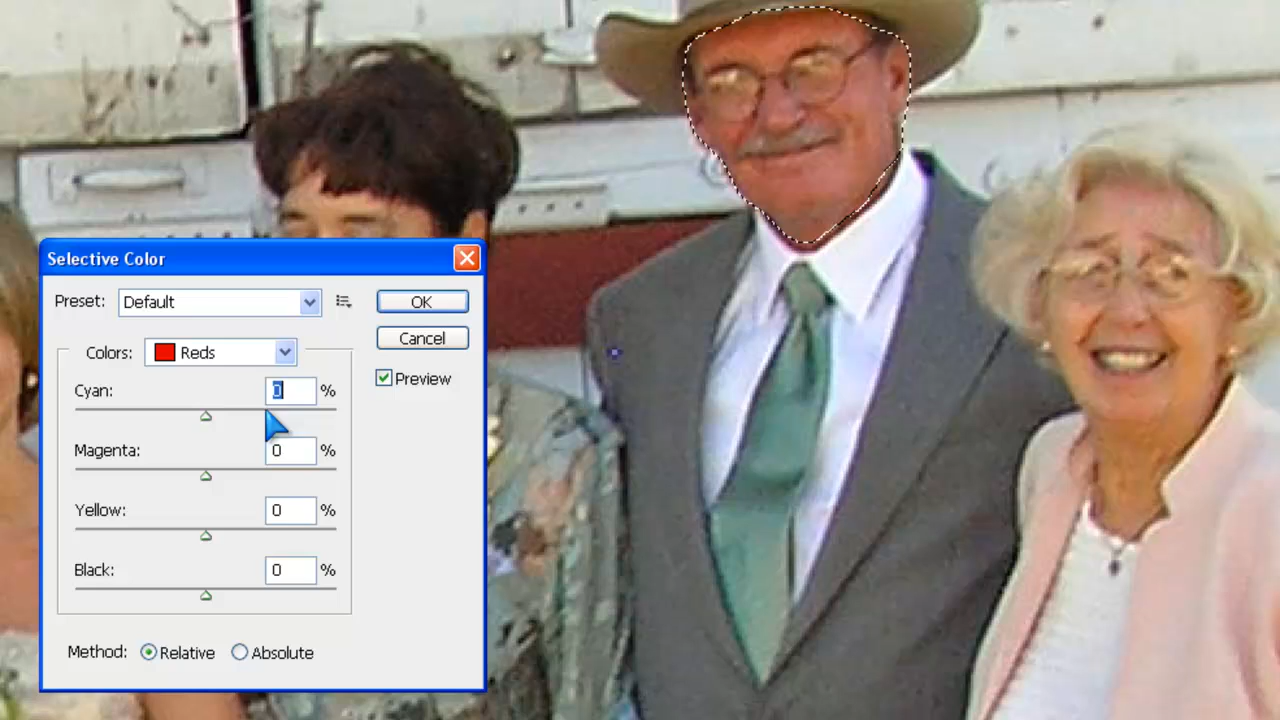 Selective Color
Preset: Default
OK
Colors: Reds
Cancel
Cyan: 0 %
Preview
Magenta: 0 %
Yellow: 0 %
Black: 0 %
Method: Relative Absolute